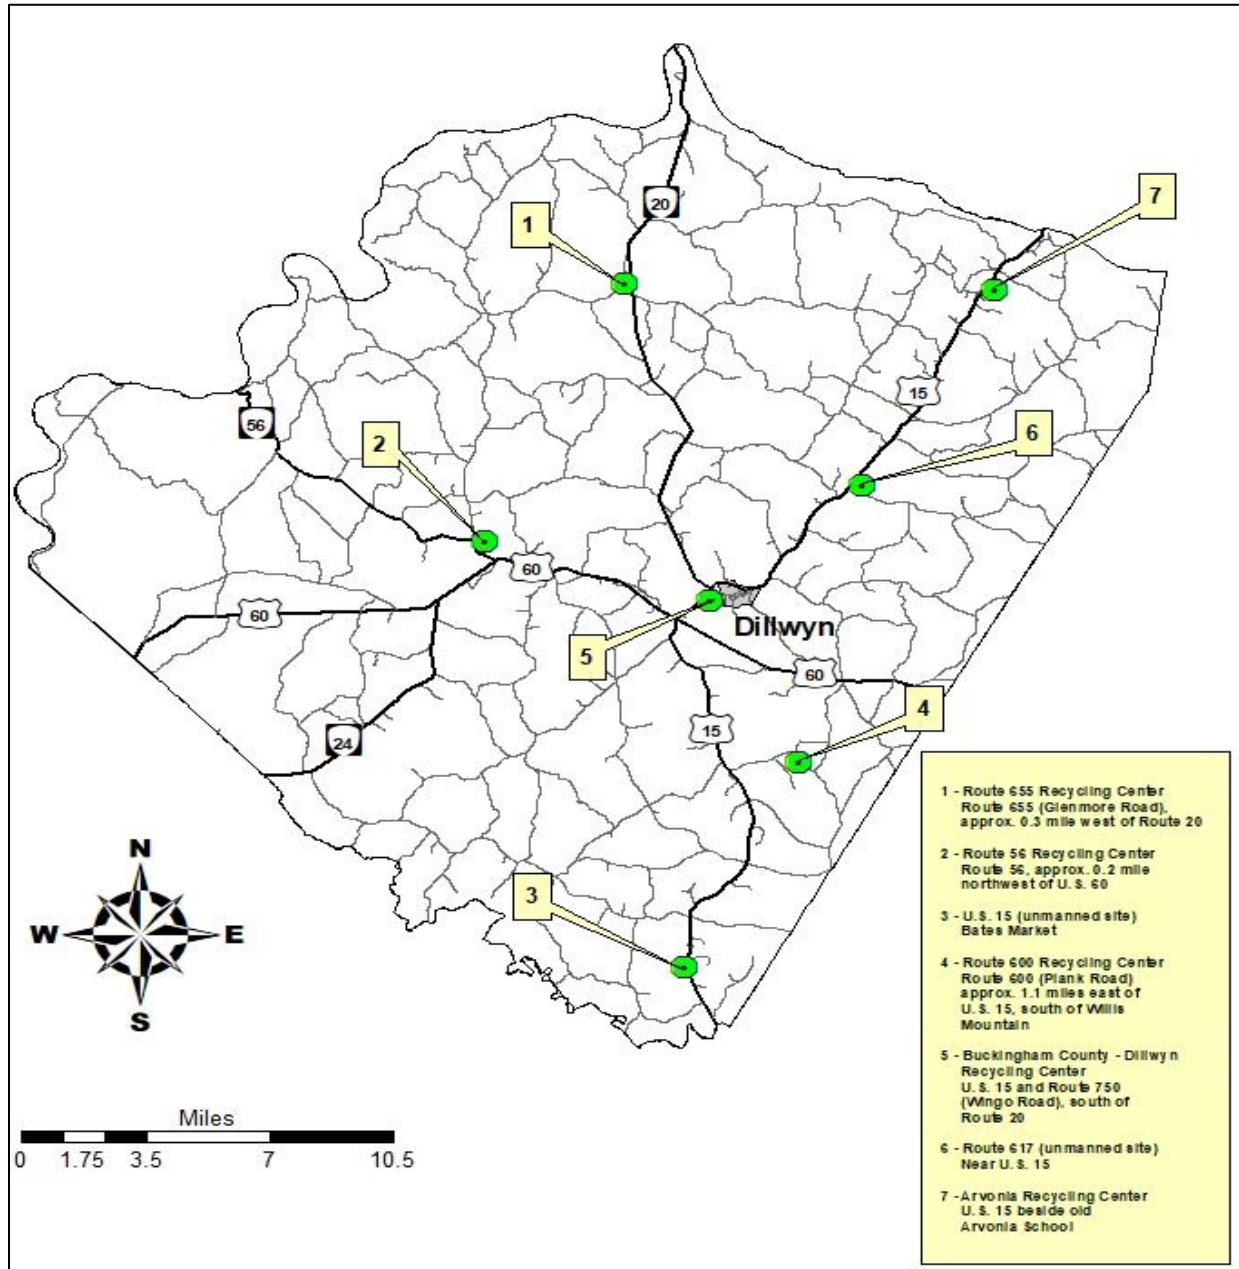 20
7
1
15
56
6
2
60
60
Dillwyn
5
60
4
15
24
3
N
W
E
S
Miles
0 1.75 3.5 7 10.5
1 - Route 655 Recycling Center
Route 655 (Glenmore Road),
approx. 0.3 mile west of Route 20
2 - Route 56 Recycling Center
Route 56, approx. 0.2 mile
northwest of U.S. 60
3 - U.S. 15 (unmanned site)
Bates Market
4 - Route 600 Recycling Center
Route 600 (Plank Road)
approx. 1.1 miles east of
U.S. 15, south of Willis
Mountain
5 - Buckingham County - Dillwyn
Recycling Center
U.S. 15 and Route 750
(Wingo Road), south of
Route 20
6 - Route 617 (unmanned site)
Near U.S. 15
7 - Arvonia Recycling Center
U.S. 15 beside old
Arvonia School